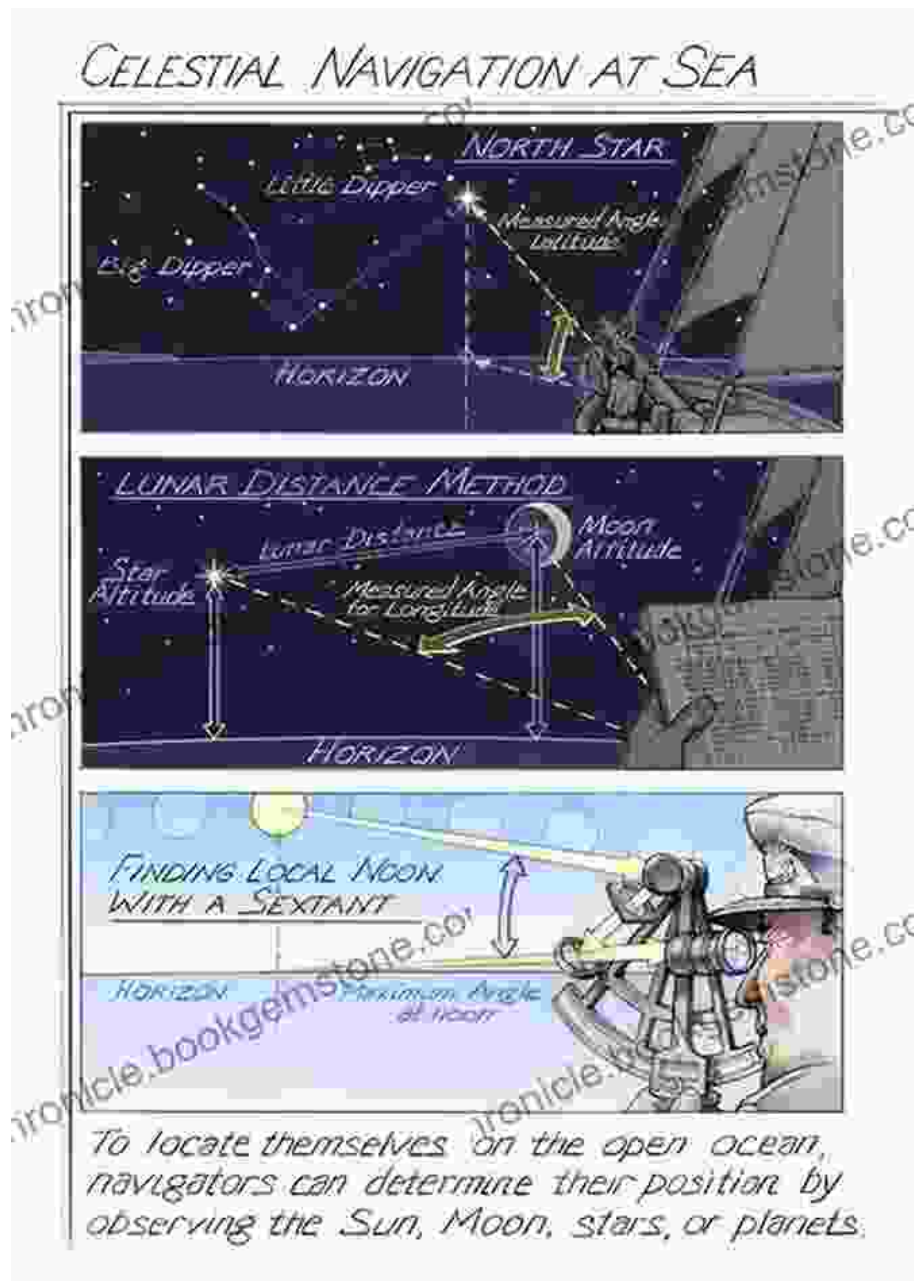 CELESTIAL NAVIGATION AT SEA
NORTH STAR
Little Dipper
Measured Angle
Latitude
Big Dipper
HORIZON
LUNAR DISTANCE METHOD
Lunar Distance
Moon
Altitude
Star
Altitude
Measured Angle
for Longitude
HORIZON
FINDING LOCAL NOON
WITH A SEXTANT
HORIZON
Maximum Angle
at noon
To locate themselves on the open ocean,
navigators can determine their position by
observing the Sun, Moon, stars, or planets.
ironicle.bookgemstone.co